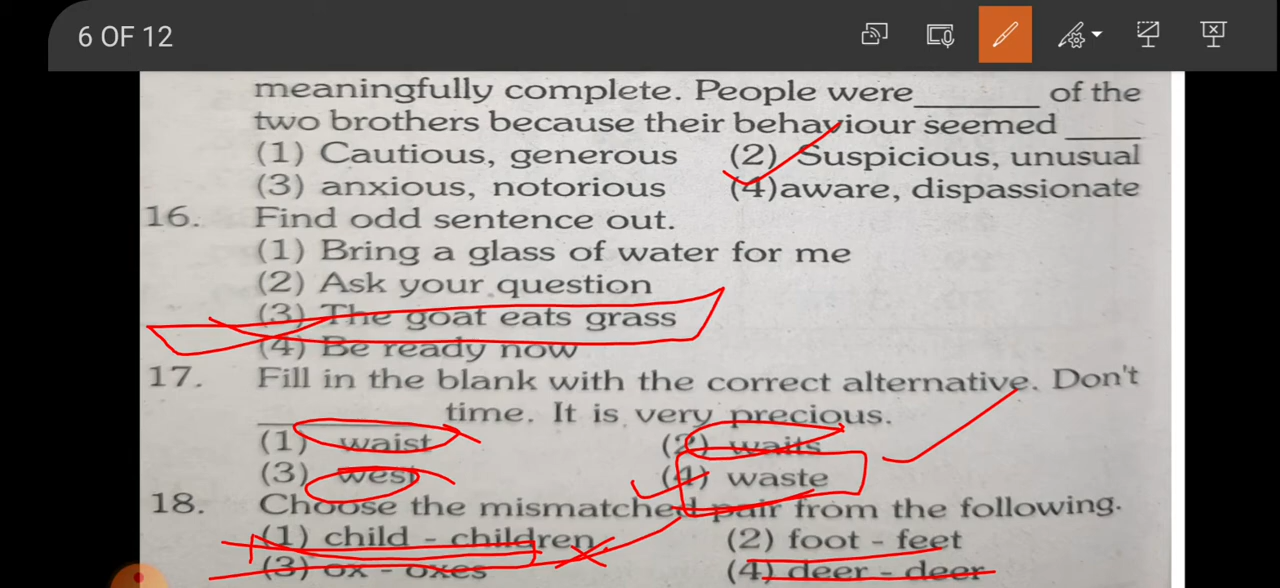 6 OF 12
meaningfully complete. People were_______ of the
two brothers because their behaviour seemed ____
(1) Cautious, generous (2) Suspicious, unusual
(3) anxious, notorious (4)aware, dispassionate
16. Find odd sentence out.
(1) Bring a glass of water for me
(2) Ask your question
(3) The goat eats grass
(4) Be ready now
17. Fill in the blank with the correct alternative. Don't
_________ time. It is very precious.
(1) waist (2) waits
(3) west (4) waste
18. Choose the mismatched pair from the following.
(1) child - children (2) foot - feet
(3) ox - oxes (4) deer - deer